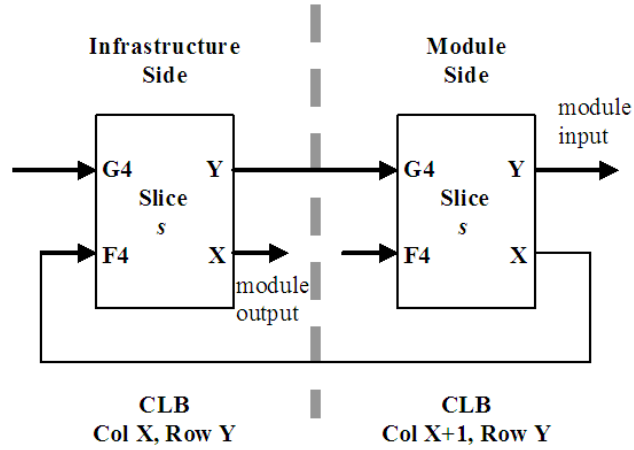 Infrastructure
Side
Module
Side
module
input
G4
Y
Slice
s
F4
X
module
output
G4
Y
Slice
s
F4
X
CLB
Col X, Row Y
CLB
Col X+1, Row Y